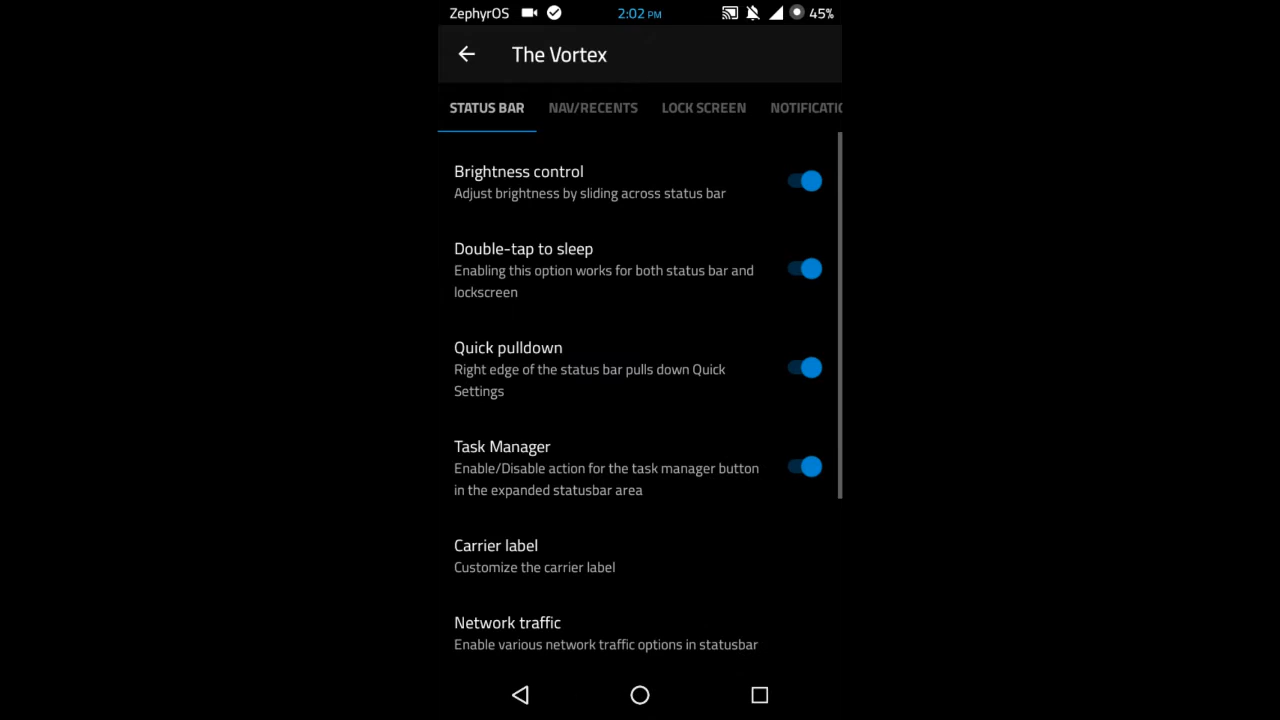 ZephyrOS 2:02 PM 45%
The Vortex
STATUS BAR NAV/RECENTS LOCK SCREEN NOTIFICATIC
Brightness control
Adjust brightness by sliding across status bar
Double-tap to sleep
Enabling this option works for both status bar and
lockscreen
Quick pulldown
Right edge of the status bar pulls down Quick
Settings
Task Manager
Enable/Disable action for the task manager button
in the expanded statusbar area
Carrier label
Customize the carrier label
Network traffic
Enable various network traffic options in statusbar